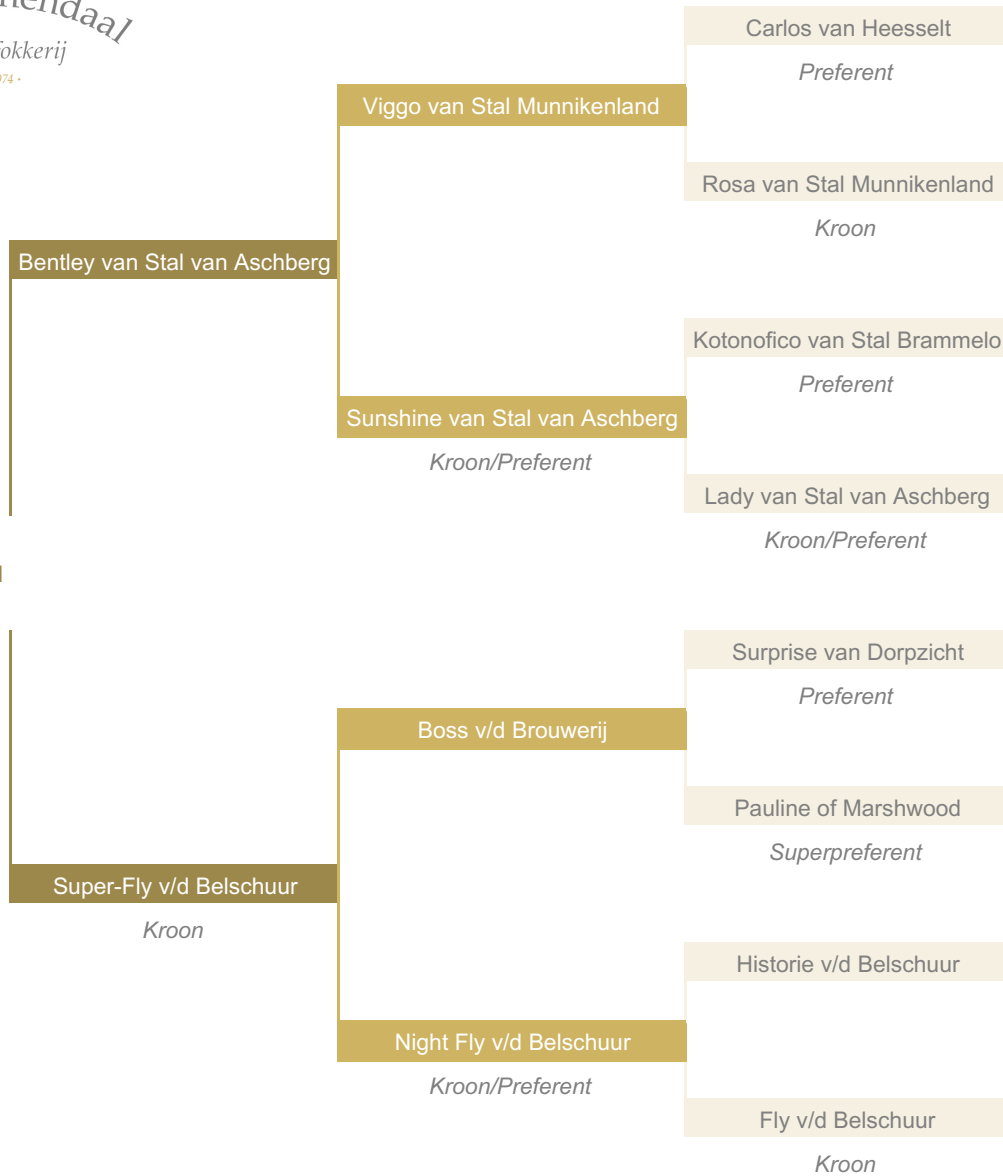 Carlos van Heesselt
Preferent
Viggo van Stal Munnikenland
Rosa van Stal Munnikenland
Kroon
Bentley van Stal van Aschberg
Kotonofico van Stal Brammelo
Preferent
Sunshine van Stal van Aschberg
Kroon/Preferent
Lady van Stal van Aschberg
Kroon/Preferent
Surprise van Dorpzicht
Preferent
Boss v/d Brouwerij
Pauline of Marshwood
Superpreferent
Super-Fly v/d Belschuur
Kroon
Historie v/d Belschuur
Night Fly v/d Belschuur
Kroon/Preferent
Fly v/d Belschuur
Kroon